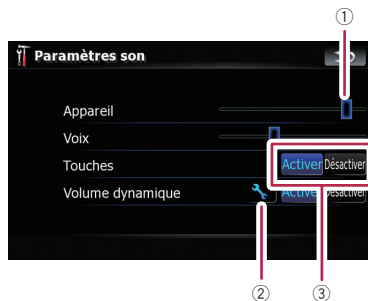 ①
Paramètres son
Appareil
Voix
Touches Activer Désactiver
Volume dynamique Activer Désactiver
② ③